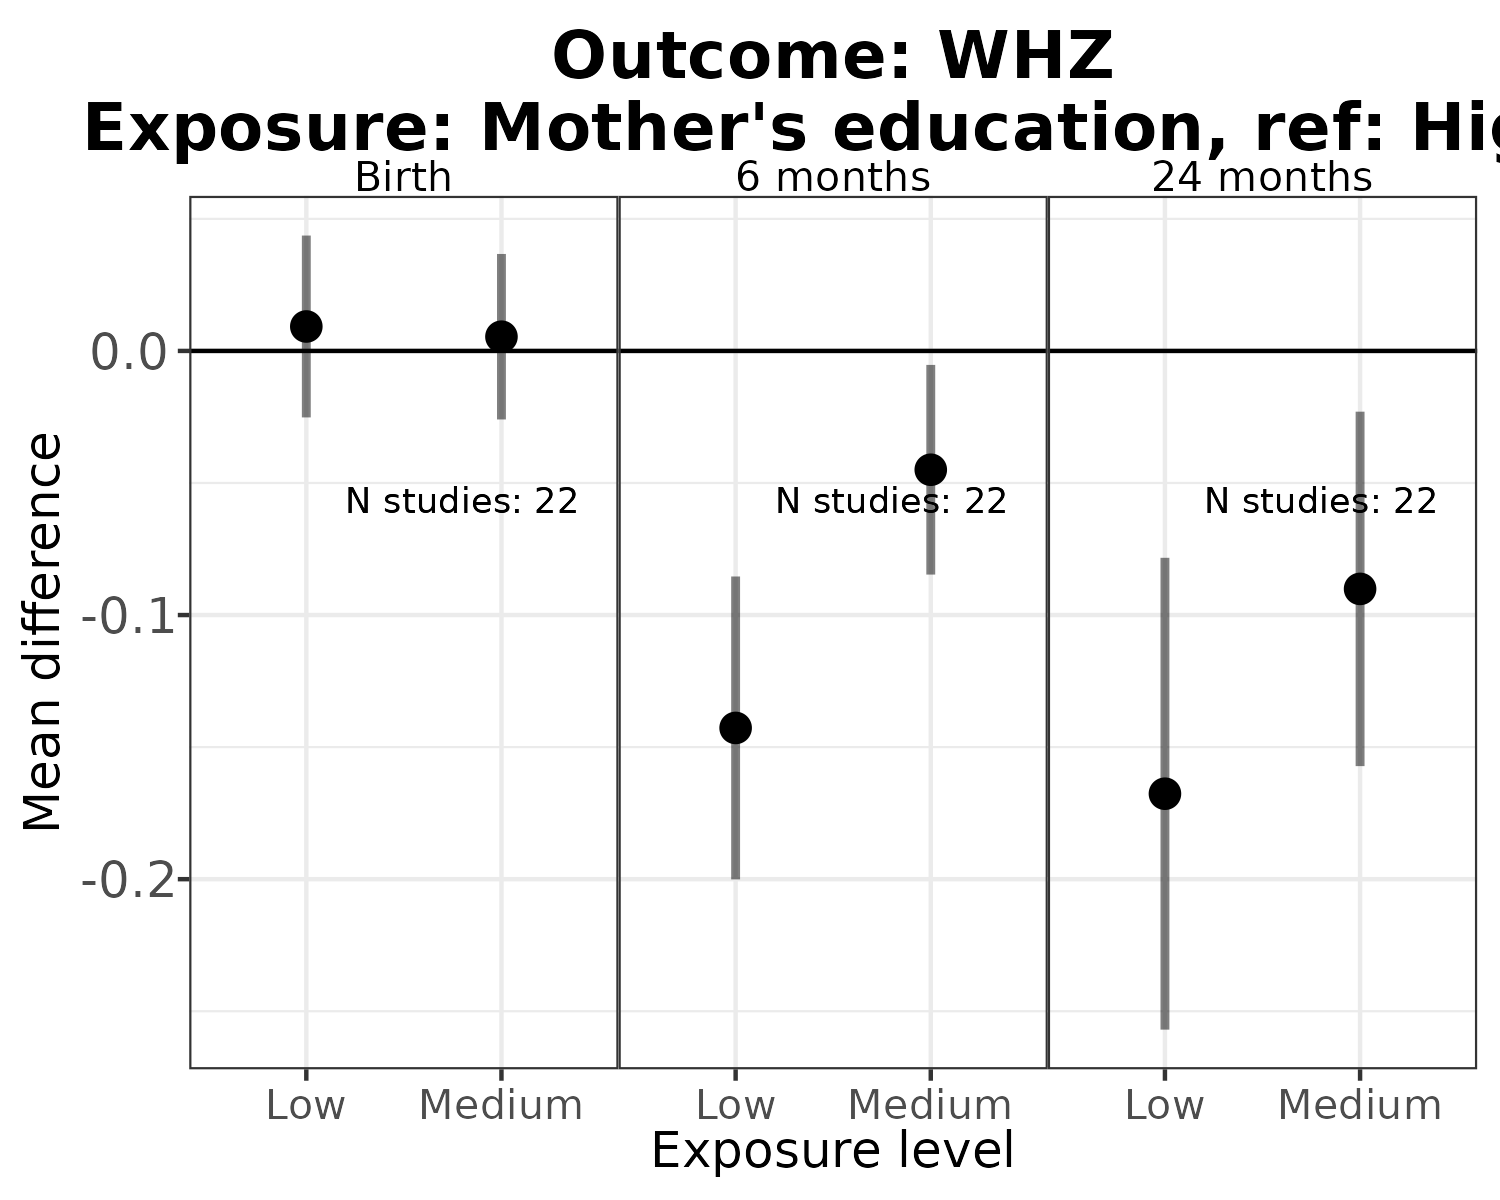 Outcome: WHZ
Exposure: Mother's education, ref: Hig
Birth
6 months
24 months
Mean difference
0.0
-0.1
-0.2
N studies: 22
N studies: 22
N studies: 22
Low
Medium
Low
Medium
Low
Medium
Exposure level